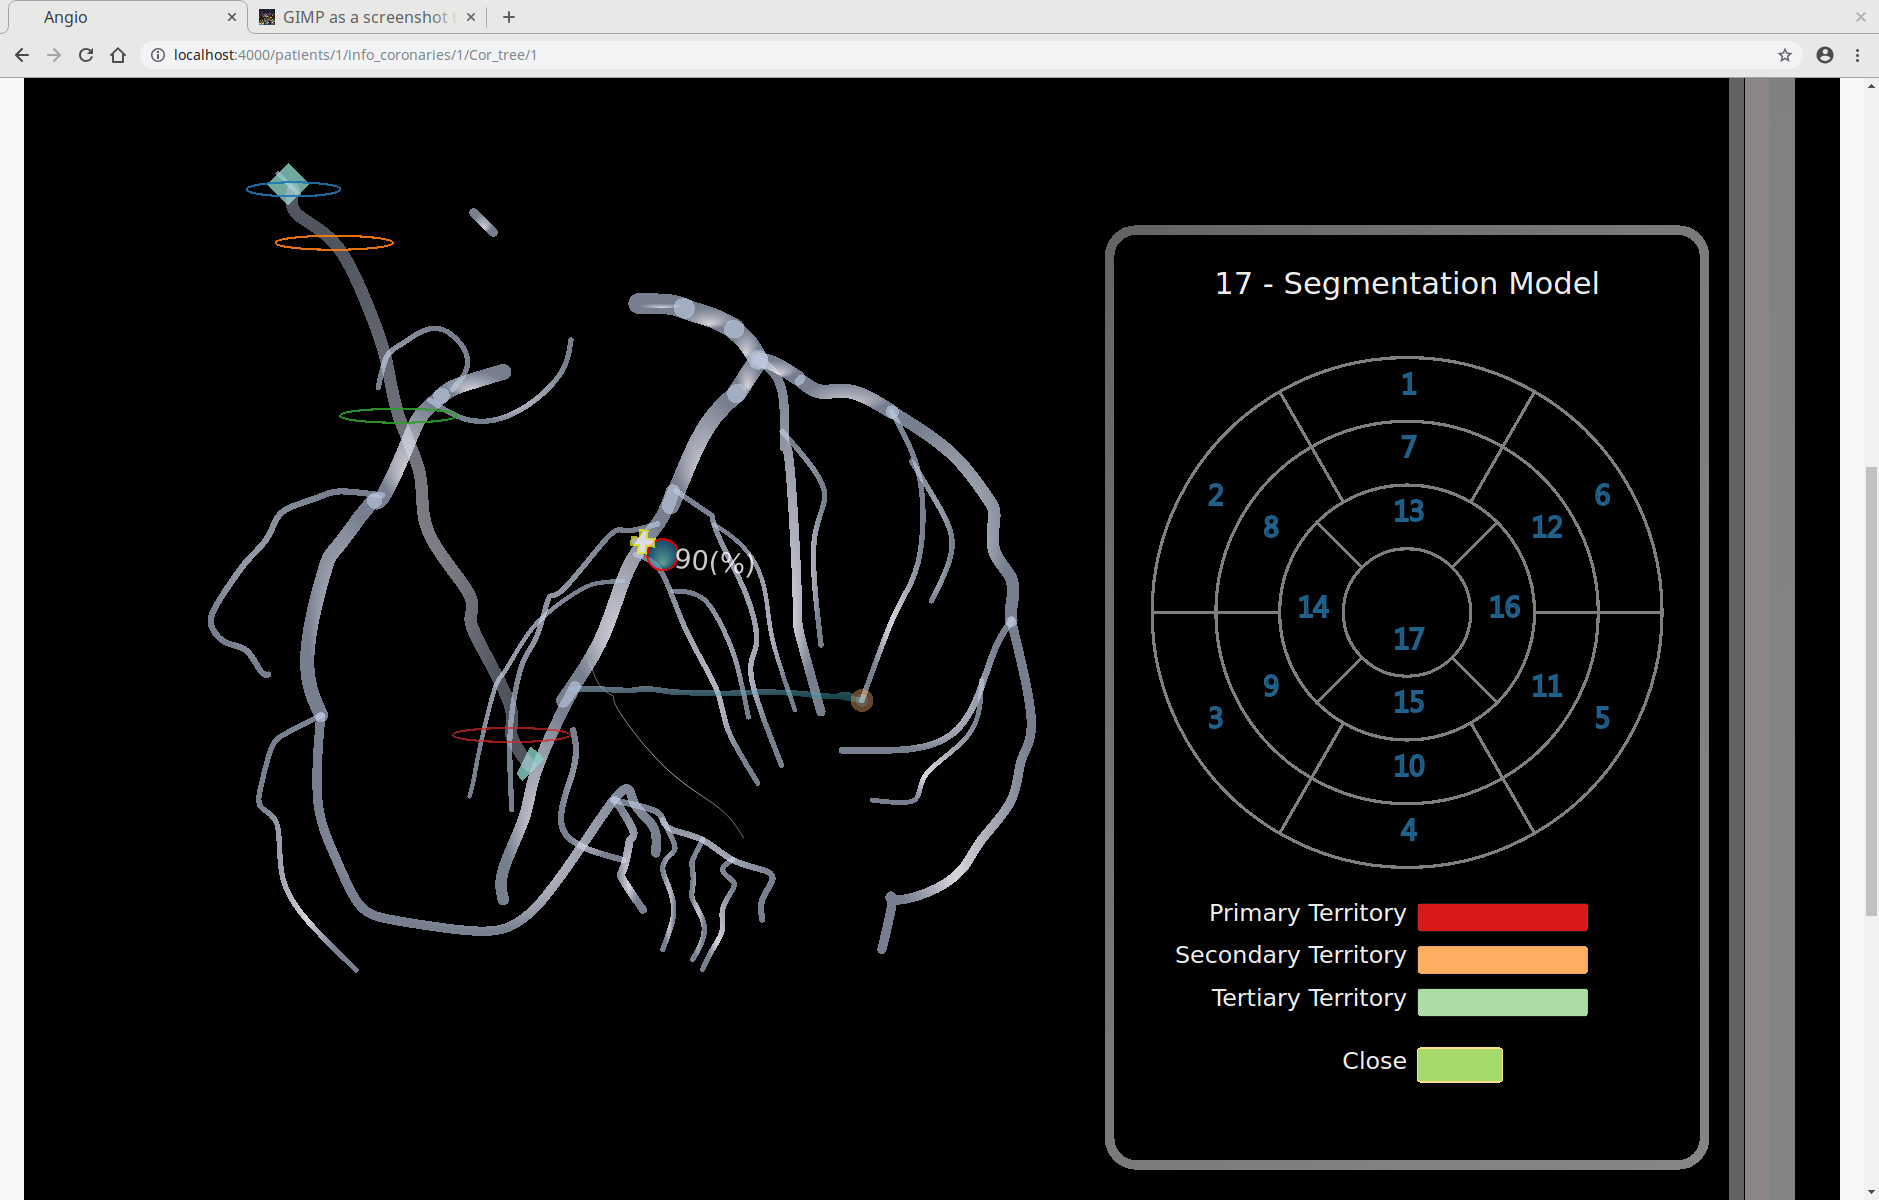 Angio
GIMP as a screenshot
localhost:4000/patients/1/info_coronaries/1/Cor_tree/1
17 - Segmentation Model
1
7
2
6
13
8
12
90(%)
14
16
17
9
11
15
3
5
10
4
Primary Territory
Secondary Territory
Tertiary Territory
Close